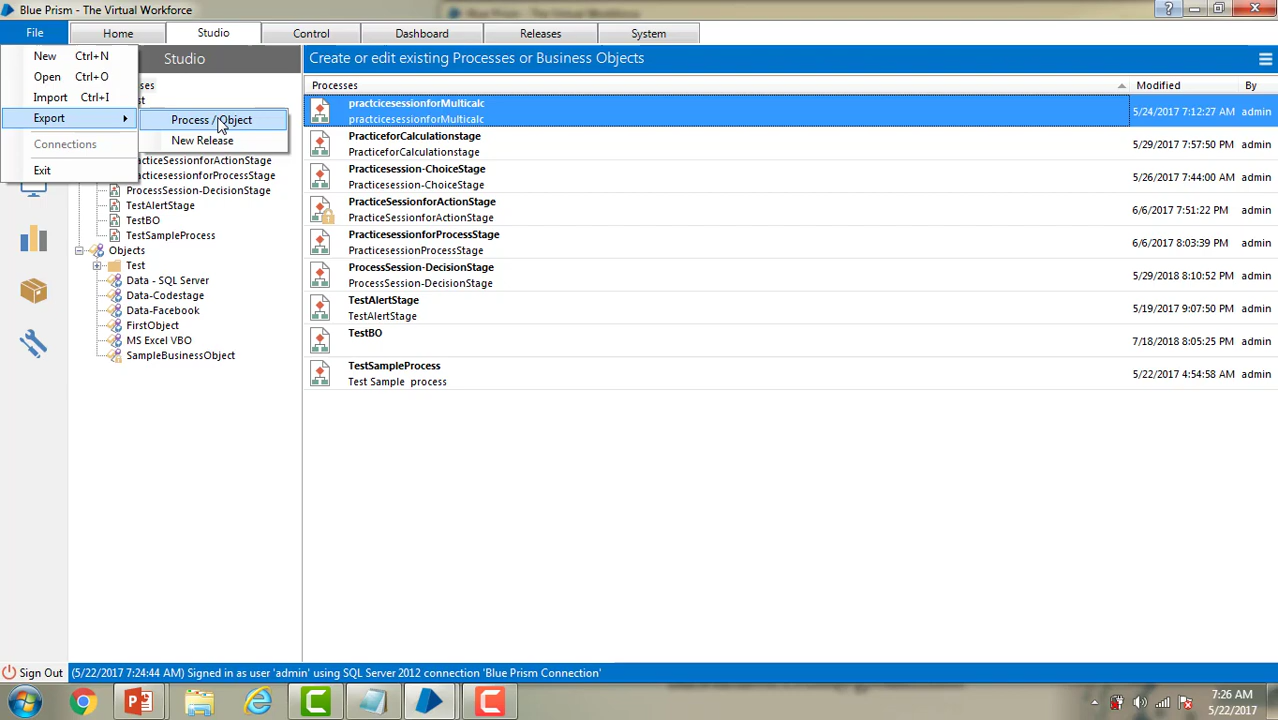 Blue Prism - The Virtual Workforce
File
Home
Studio
Control
Dashboard
Releases
System
New Ctrl+N
Open Ctrl+O
Import Ctrl+I
Export
Connections
Exit
Process / Object
New Release
Studio
Create or edit existing Processes or Business Objects
ses
st
acticeSessionforActionStage
acticesessionforProcessStage
ProcessSession-DecisionStage
TestAlertStage
TestBO
TestSampleProcess
Objects
Test
Data - SQL Server
Data-Codestage
Data-Facebook
FirstObject
MS Excel VBO
SampleBusinessObject
Processes Modified By
practcicesessionforMulticalc
practcicesessionforMulticalc
5/24/2017 7:12:27 AM admin
PracticeforCalculationstage
PracticeforCalculationstage
5/29/2017 7:57:50 PM admin
Practicesession-ChoiceStage
Practicesession-ChoiceStage
5/26/2017 7:44:00 AM admin
PracticeSessionforActionStage
PracticeSessionforActionStage
6/6/2017 7:51:22 PM admin
PracticesessionforProcessStage
PracticesessionProcessStage
6/6/2017 8:03:39 PM admin
ProcessSession-DecisionStage
ProcessSession-DecisionStage
5/29/2018 8:10:52 PM admin
TestAlertStage
TestAlertStage
5/19/2017 9:07:50 PM admin
TestBO
7/18/2018 8:05:25 PM admin
TestSampleProcess
Test Sample process
5/22/2017 4:54:58 AM admin
Sign Out
(5/22/2017 7:24:44 AM) Signed in as user 'admin' using SQL Server 2012 connection 'Blue Prism Connection'
7:26 AM
5/22/2017